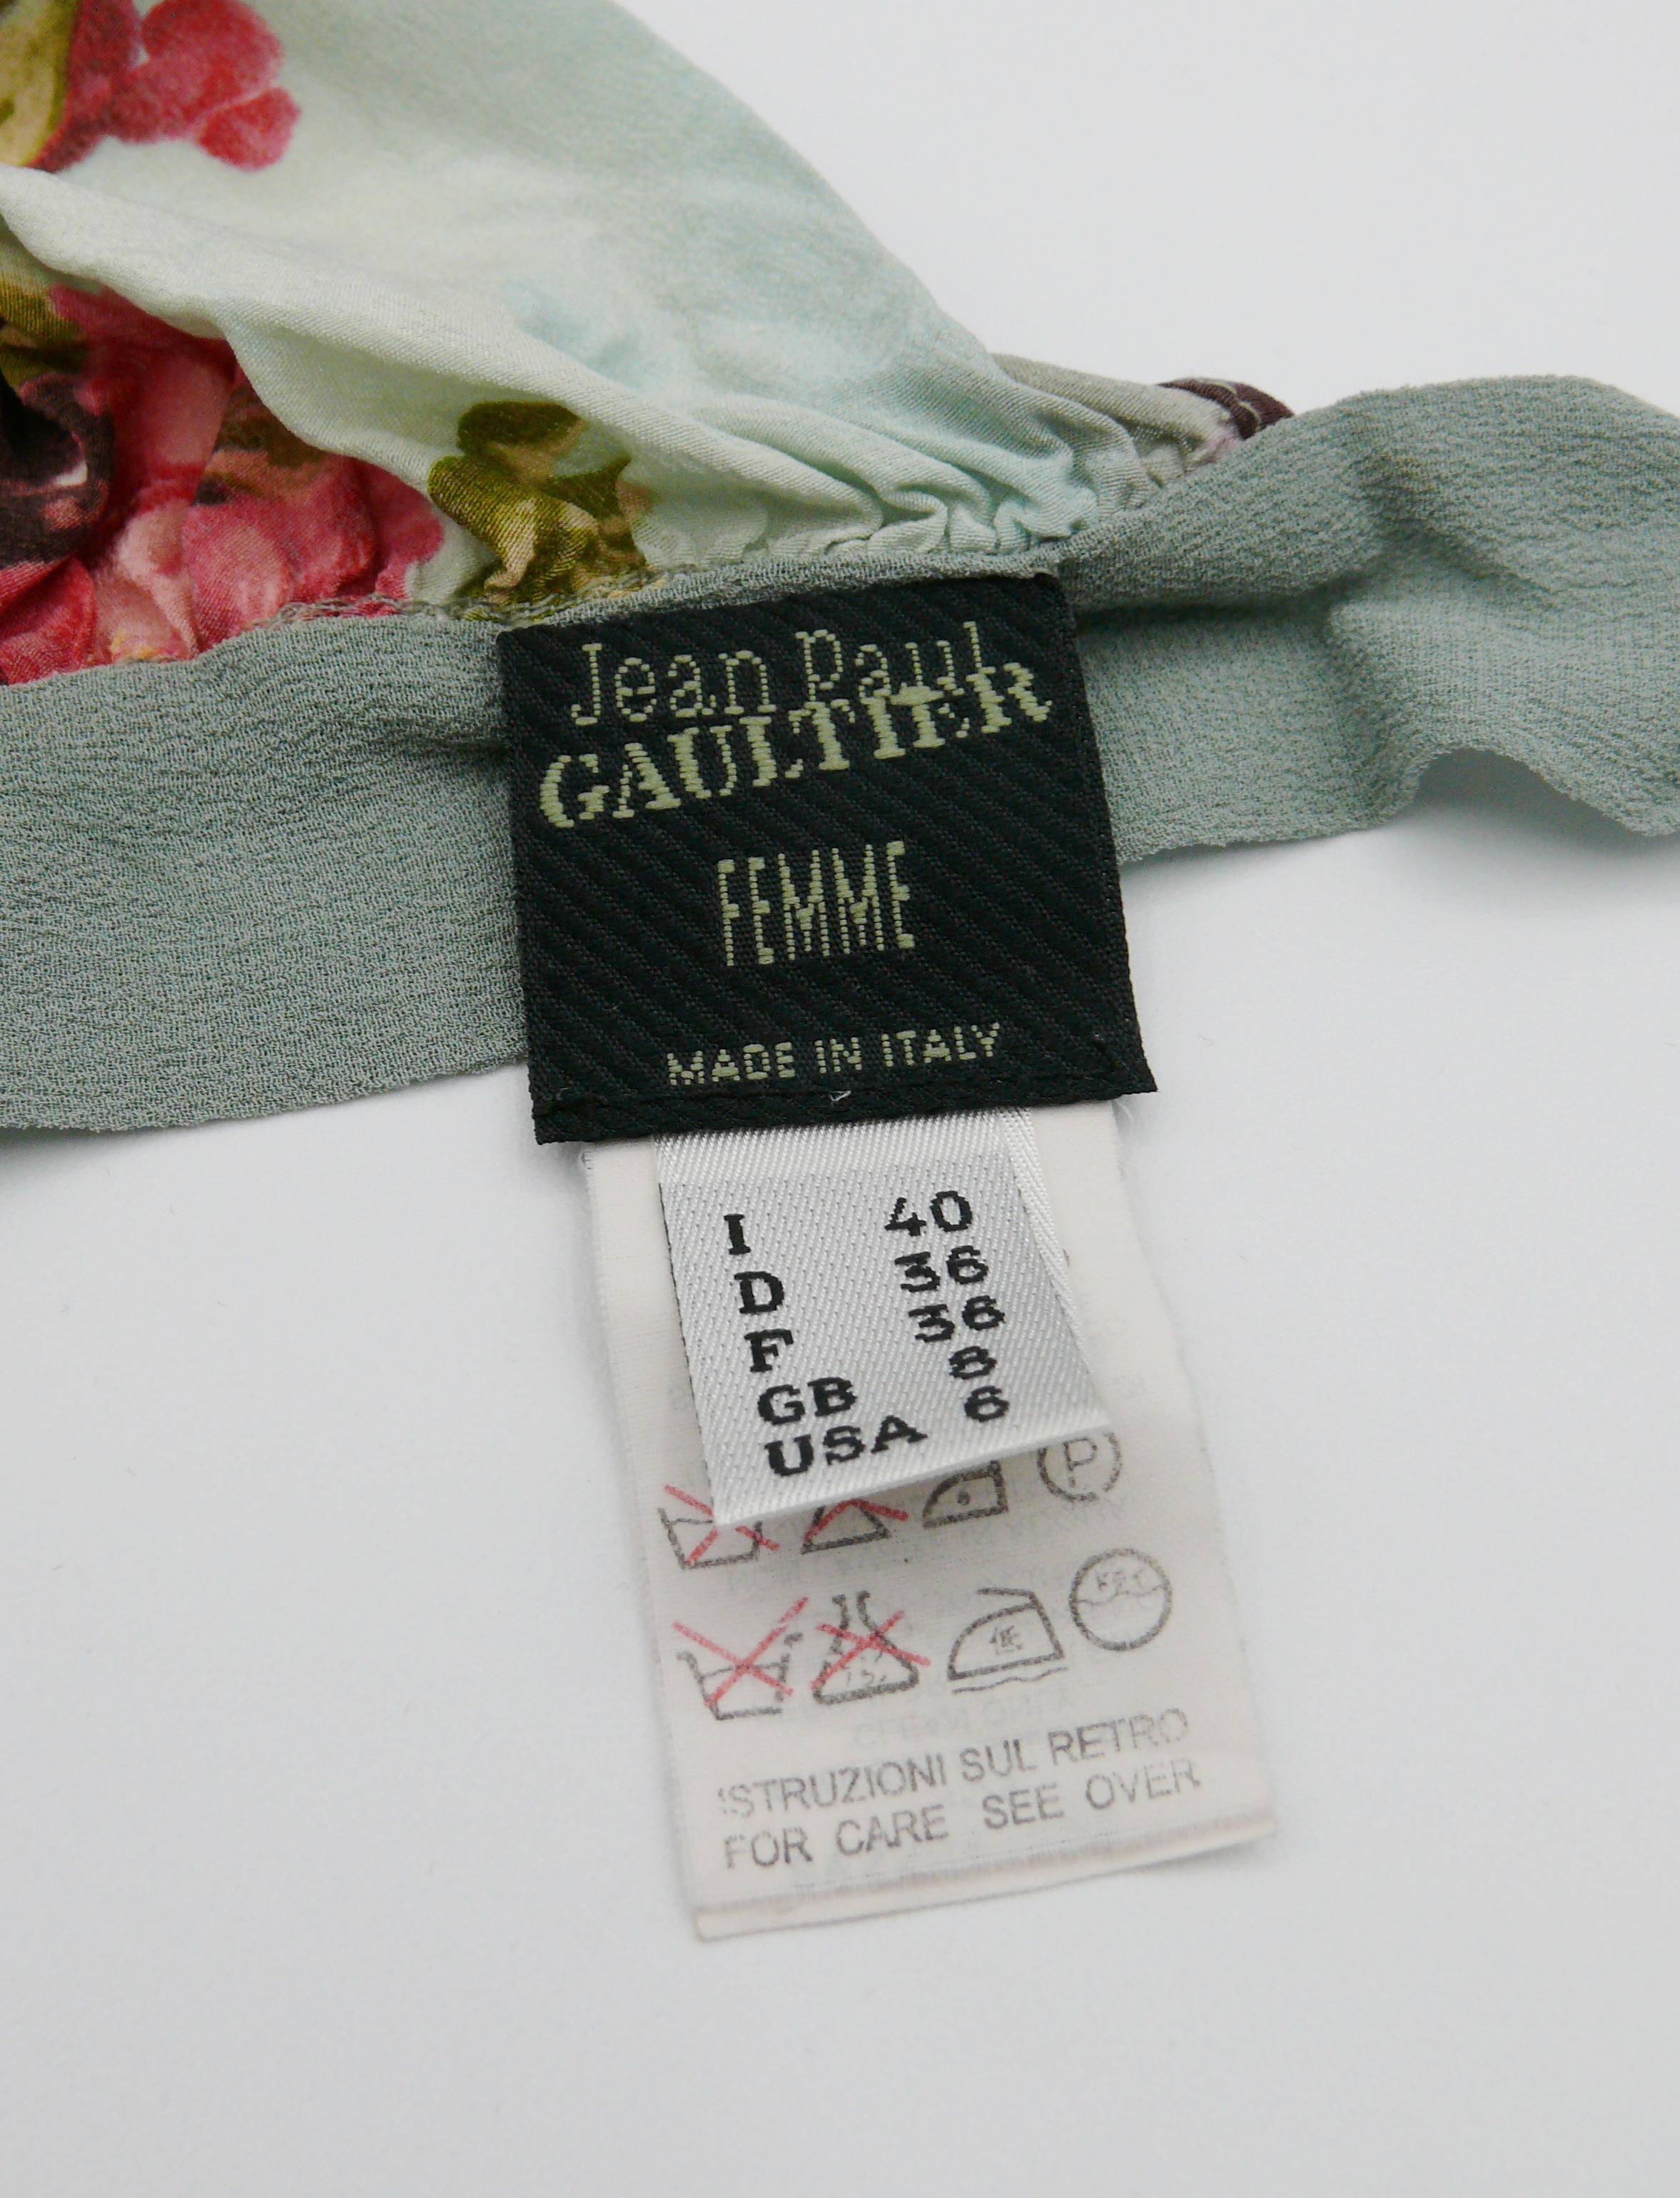 Jean Paul
GAULTIER
FEMME
MADE IN ITALY
I 40
D 36
F 36
GB 8
USA 6
P
低
ISTRUZIONI SUL RETRO
FOR CARE SEE OVER